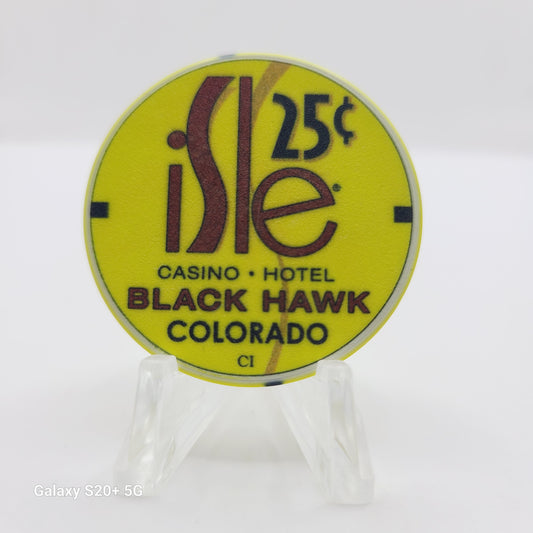 isle® 25¢
CASINO • HOTEL
BLACK HAWK
COLORADO
CI
Galaxy S20+ 5G